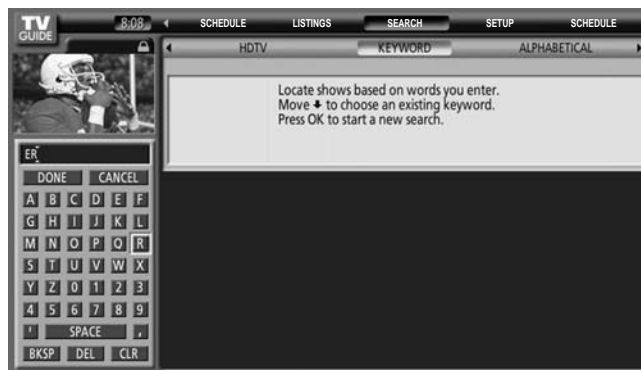 TV GUIDE
8:08
SCHEDULE LISTINGS SEARCH SETUP SCHEDULE
HDTV KEYWORD ALPHABETICAL
Locate shows based on words you enter.
Move ↓ to choose an existing keyword.
Press OK to start a new search.
ER
DONE CANCEL
A B C D E F
G H I J K L
M N O P Q R
S T U V W X
Y Z 0 1 2 3
4 5 6 7 8 9
' SPACE ,
BKSP DEL CLR